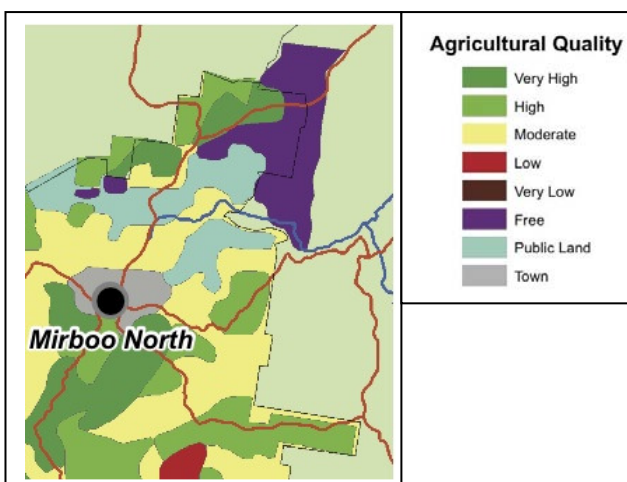 Agricultural Quality
Very High
High
Moderate
Low
Very Low
Free
Public Land
Town
Mirboo North